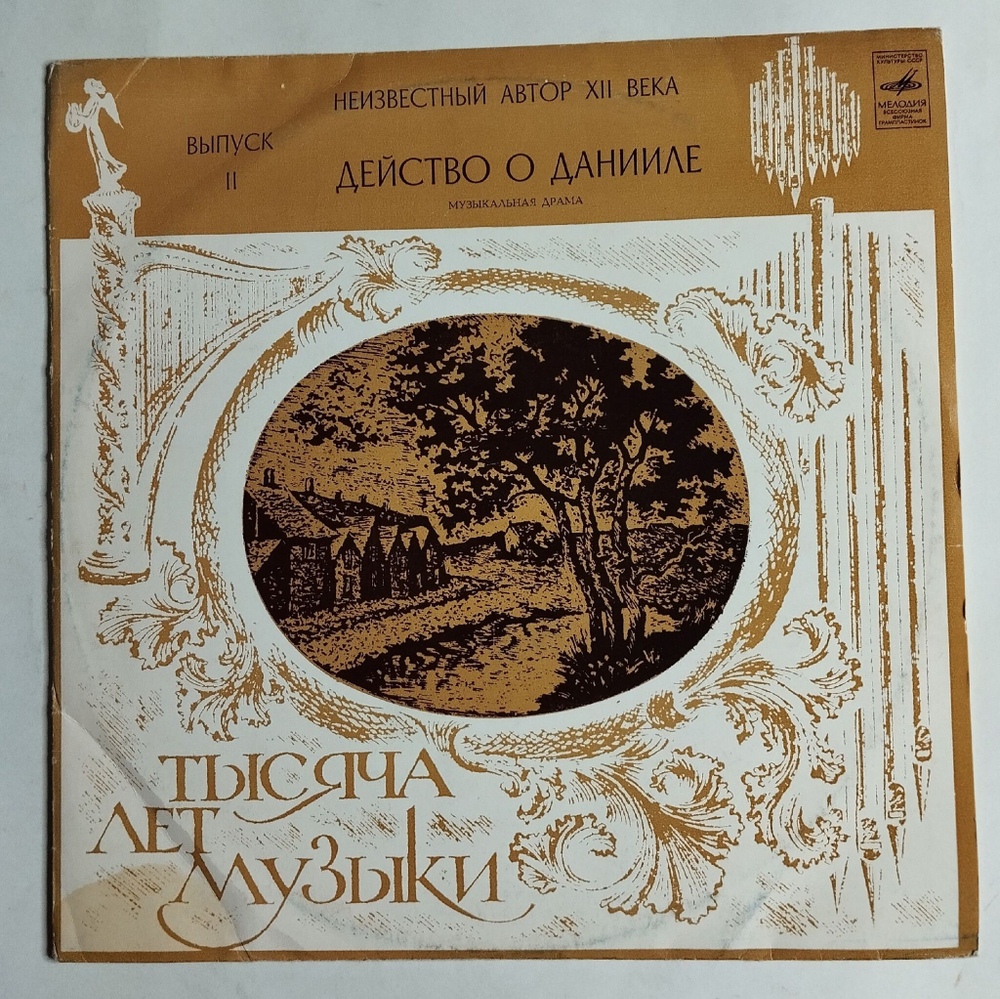 НЕИЗВЕСТНЫЙ АВТОР XII ВЕКА
ВЫПУСК
II
ДЕЙСТВО О ДАНИИЛЕ
МУЗЫКАЛЬНАЯ ДРАМА
МИНИСТЕРСТВО
КУЛЬТУРЫ СССР
МЕЛОДИЯ
ВСЕСОЮЗНАЯ
ФИРМА
ГРАМПЛАСТИНОК
ТЫСЯЧА
ЛЕТ
МУЗЫКИ